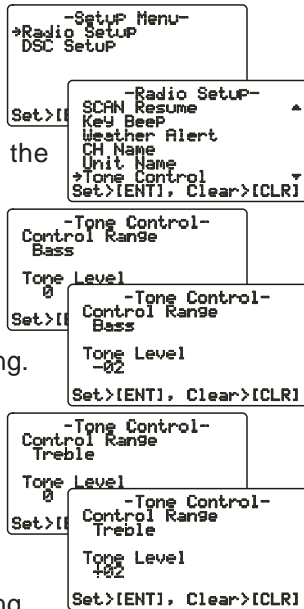 -Setup Menu-
→Radio Setup
DSC Setup
Set>[E
-Radio Setup-
SCAN Resume
Key Beep
Weather Alert
CH Name
Unit Name
→Tone Control
Set>[ENT], Clear>[CLR]
the
-Tone Control-
Control Range
Bass
Tone Level
0
Set>[E
-Tone Control-
Control Range
Bass
Tone Level
-02
Set>[ENT], Clear>[CLR]
ng.
-Tone Control-
Control Range
Treble
Tone Level
0
Set>[E
-Tone Control-
Control Range
Treble
Tone Level
+02
Set>[ENT], Clear>[CLR]